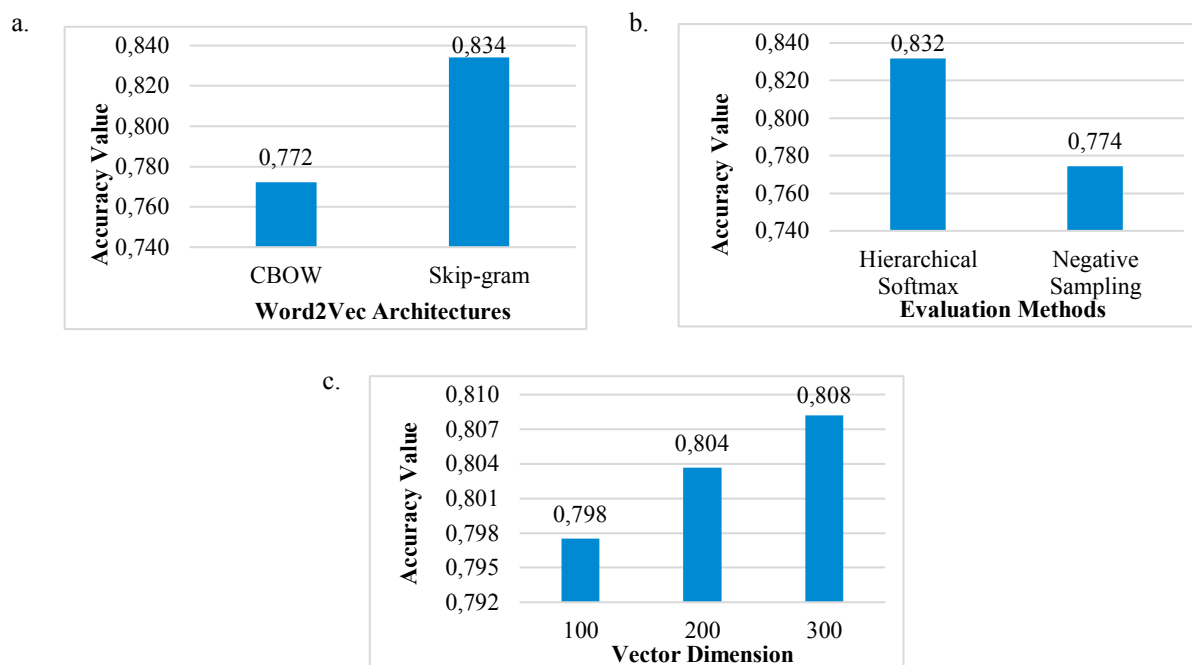 a.
0,840
0,820
0,800
0,780
0,760
0,740
Accuracy Value
0,772
0,834
CBOW
Skip-gram
Word2Vec Architectures
b.
0,840
0,820
0,800
0,780
0,760
0,740
Accuracy Value
0,832
0,774
Hierarchical
Softmax
Negative
Sampling
Evaluation Methods
c.
0,810
0,807
0,804
0,801
0,798
0,795
0,792
Accuracy Value
0,798
0,804
0,808
100
200
300
Vector Dimension